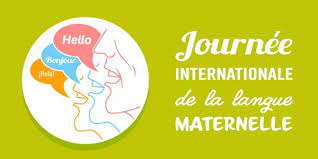 Hello
Bonjour
¡Hola!
Journée
INTERNATIONALE
de la langue
MATERNELLE